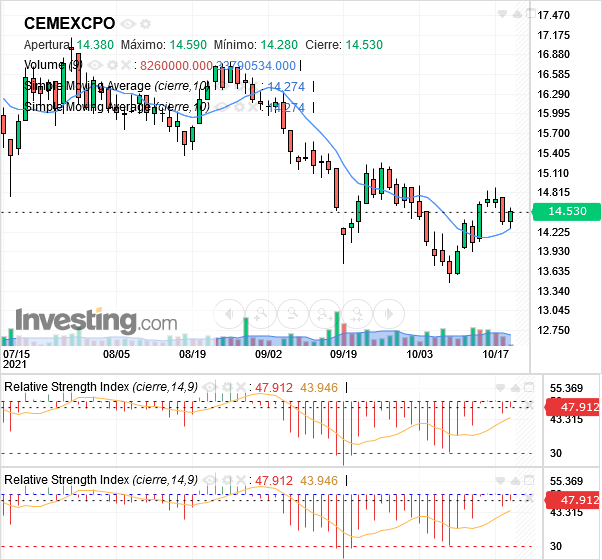 CEMEXCPO
Apertura: 14.380 Máximo: 14.590 Mínimo: 14.280 Cierre: 14.530
Volume (9) : 8260000.000 23790534.000
Simple Moving Average (cierre,10) 14.274
Simple Moving Average (cierre,10) 14.274
17.470
17.175
16.880
16.585
16.290
15.995
15.700
15.405
15.110
14.815
14.530
14.225
13.930
13.635
13.340
13.045
12.750
Investing.com
07/15 08/05 08/19 09/02 09/19 10/03 10/17
2021
Relative Strength Index (cierre,14,9) : 47.912 43.946
55.369
47.912
43.315
30 30
Relative Strength Index (cierre,14,9) : 47.912 43.946
55.369
47.912
43.315
30 30